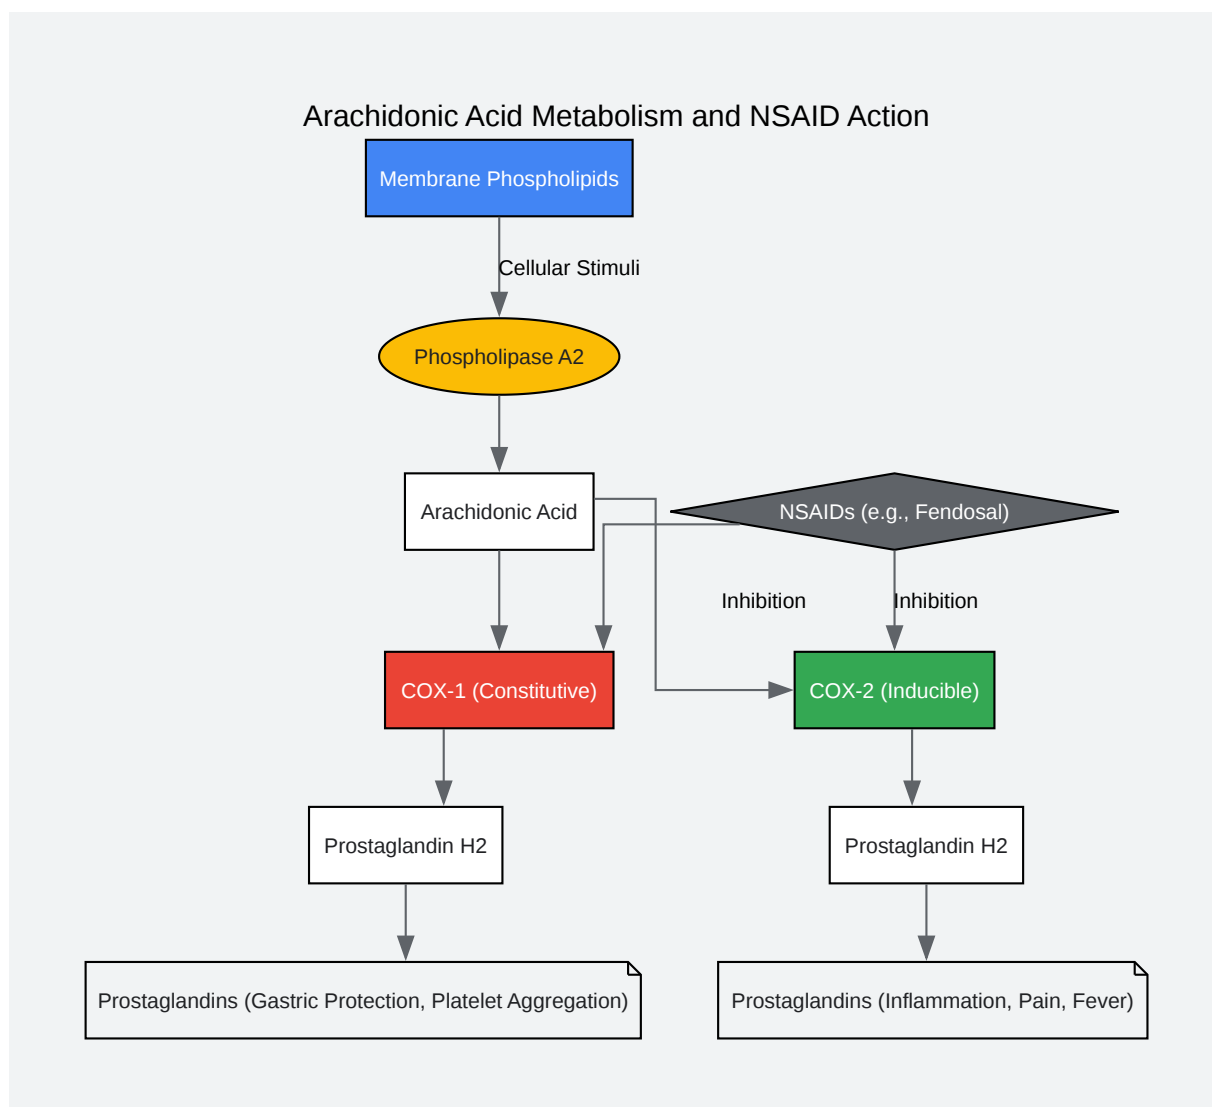 Arachidonic Acid Metabolism and NSAID Action
Membrane Phospholipids
Cellular Stimuli
Phospholipase A2
Arachidonic Acid
NSAIDs (e.g., Fendosal)
Inhibition
Inhibition
COX-1 (Constitutive)
COX-2 (Inducible)
Prostaglandin H2
Prostaglandin H2
Prostaglandins (Gastric Protection, Platelet Aggregation)
Prostaglandins (Inflammation, Pain, Fever)